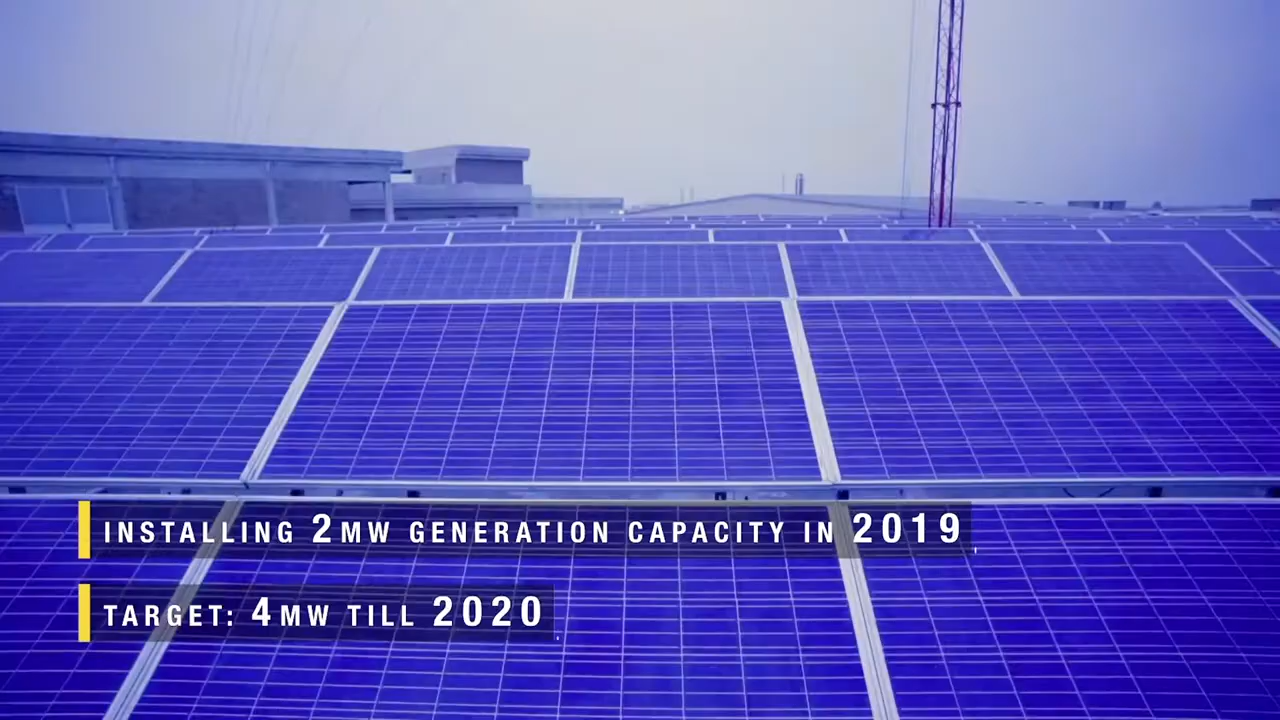 INSTALLING 2MW GENERATION CAPACITY IN 2019
TARGET: 4MW TILL 2020